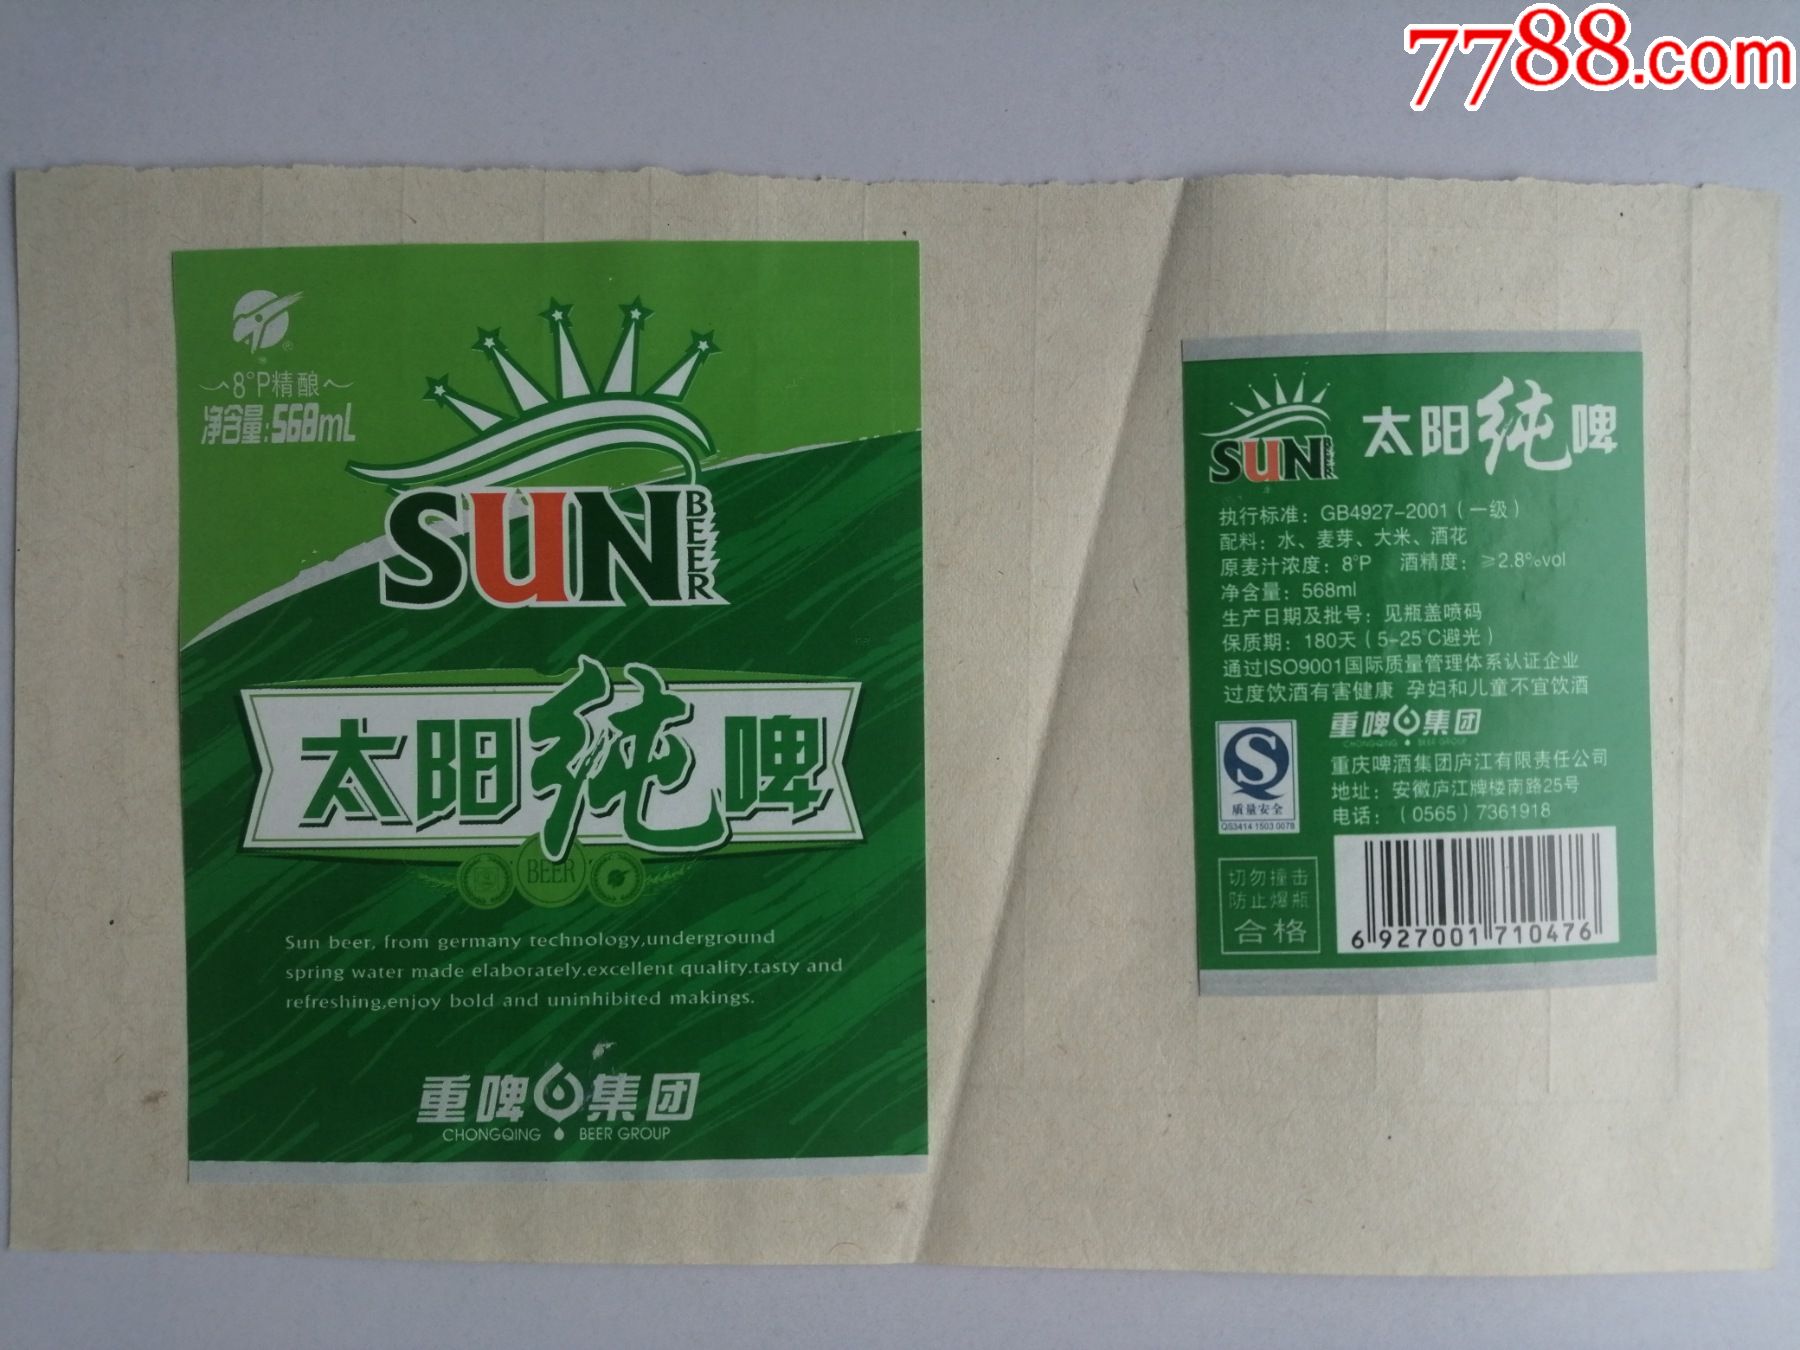 7788.com
8°P精酿
净含量:568mL
SUN BEER
太阳纯啤
BEER
Sun beer, from germany technology,underground
spring water made elaborately.excellent quality.tasty and
refreshing,enjoy bold and uninhibited makings.
重啤集团
CHONGQING BEER GROUP
SUN BEER
太阳纯啤
执行标准：GB4927-2001（一级）
配料：水、麦芽、大米、酒花
原麦汁浓度：8°P 酒精度：≥2.8%vol
净含量：568ml
生产日期及批号：见瓶盖喷码
保质期：180天（5-25℃避光）
通过ISO9001国际质量管理体系认证企业
过度饮酒有害健康 孕妇和儿童不宜饮酒
重啤集团
CHONGQING BEER GROUP
重庆啤酒集团庐江有限责任公司
地址：安徽庐江牌楼南路25号
电话：（0565）7361918
质量安全
QS3414 1503 0078
切勿撞击
防止爆瓶
合格
6 927001 710476